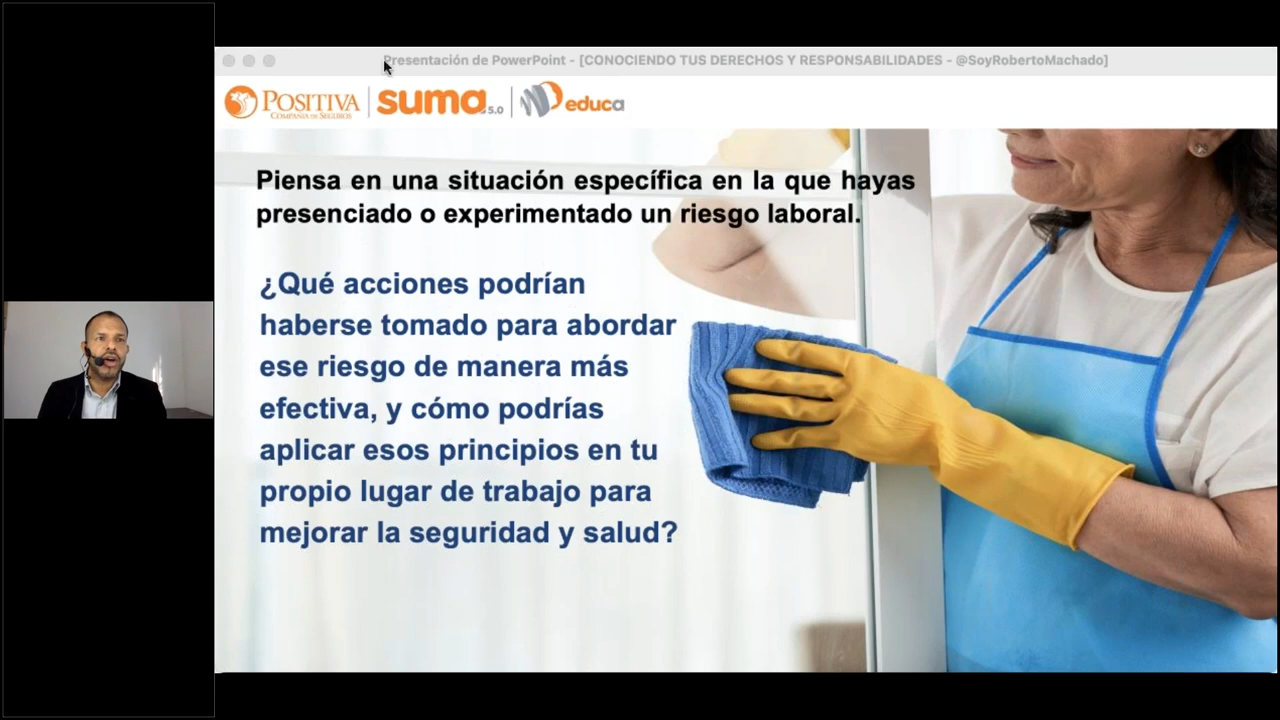 Presentación de PowerPoint - [CONOCIENDO TUS DERECHOS Y RESPONSABILIDADES - @SoyRobertoMachado]
POSITIVA
COMPAÑÍA DE SEGUROS
suma 5.0
educa
Piensa en una situación específica en la que hayas
presenciado o experimentado un riesgo laboral.
¿Qué acciones podrían
haberse tomado para abordar
ese riesgo de manera más
efectiva, y cómo podrías
aplicar esos principios en tu
propio lugar de trabajo para
mejorar la seguridad y salud?